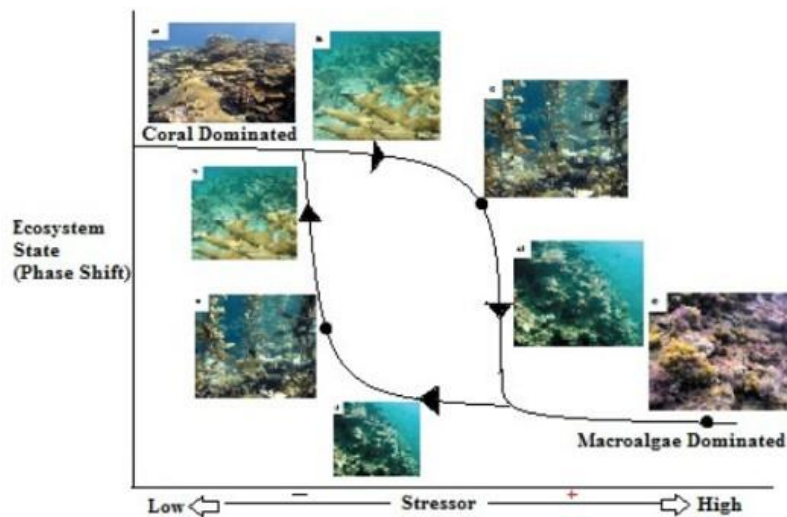 Coral Dominated
Ecosystem
State
(Phase Shift)
Macroalgae Dominated
Low − Stressor + High